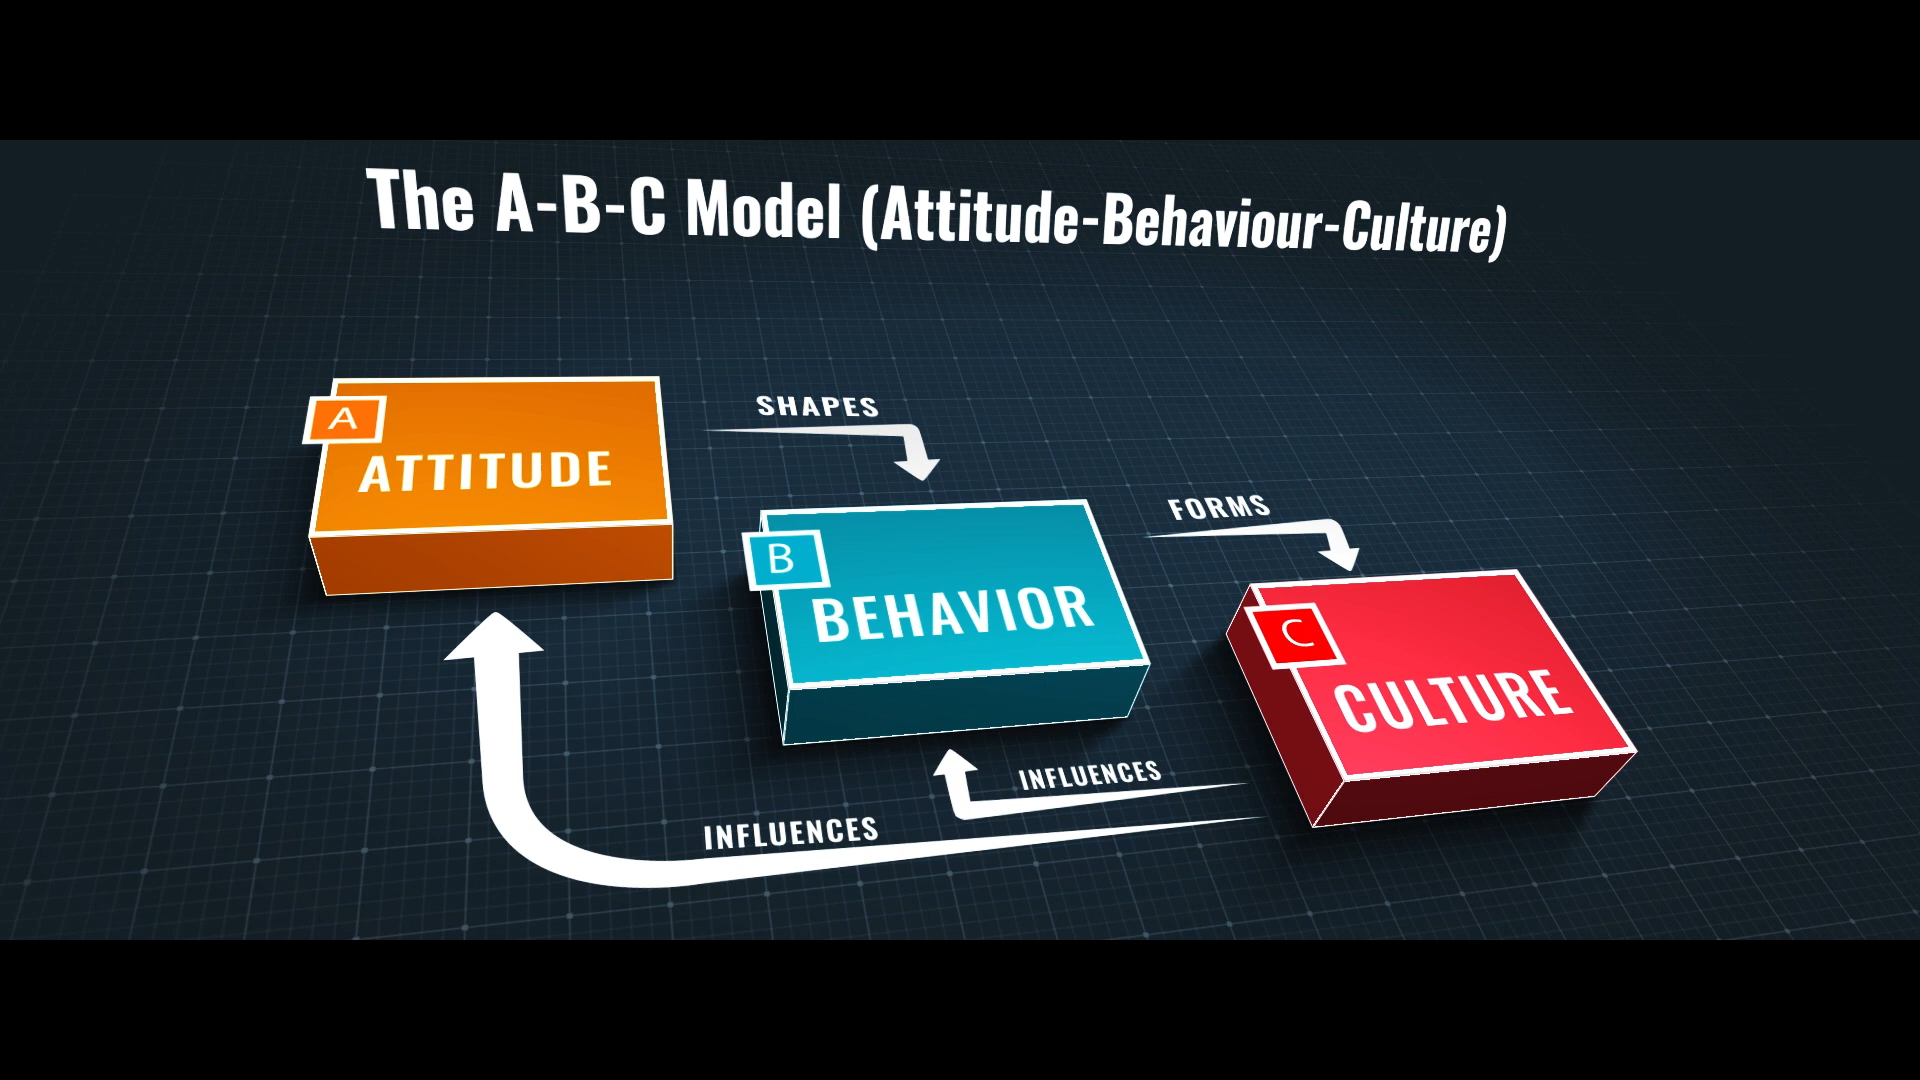 The A-B-C Model (Attitude-Behaviour-Culture)
A
ATTITUDE
SHAPES
B
BEHAVIOR
FORMS
C
CULTURE
INFLUENCES
INFLUENCES